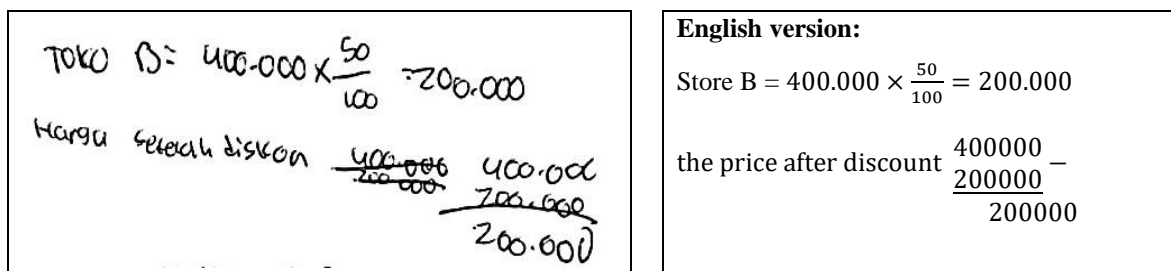 TOKO B = 400.000 × 50/100 = 200.000
Harga setelah diskon 400.000 400.000
200.000 200.000
200.000
English version:
Store B = 400.000 × 50/100 = 200.000
the price after discount 400000 −
200000
200000